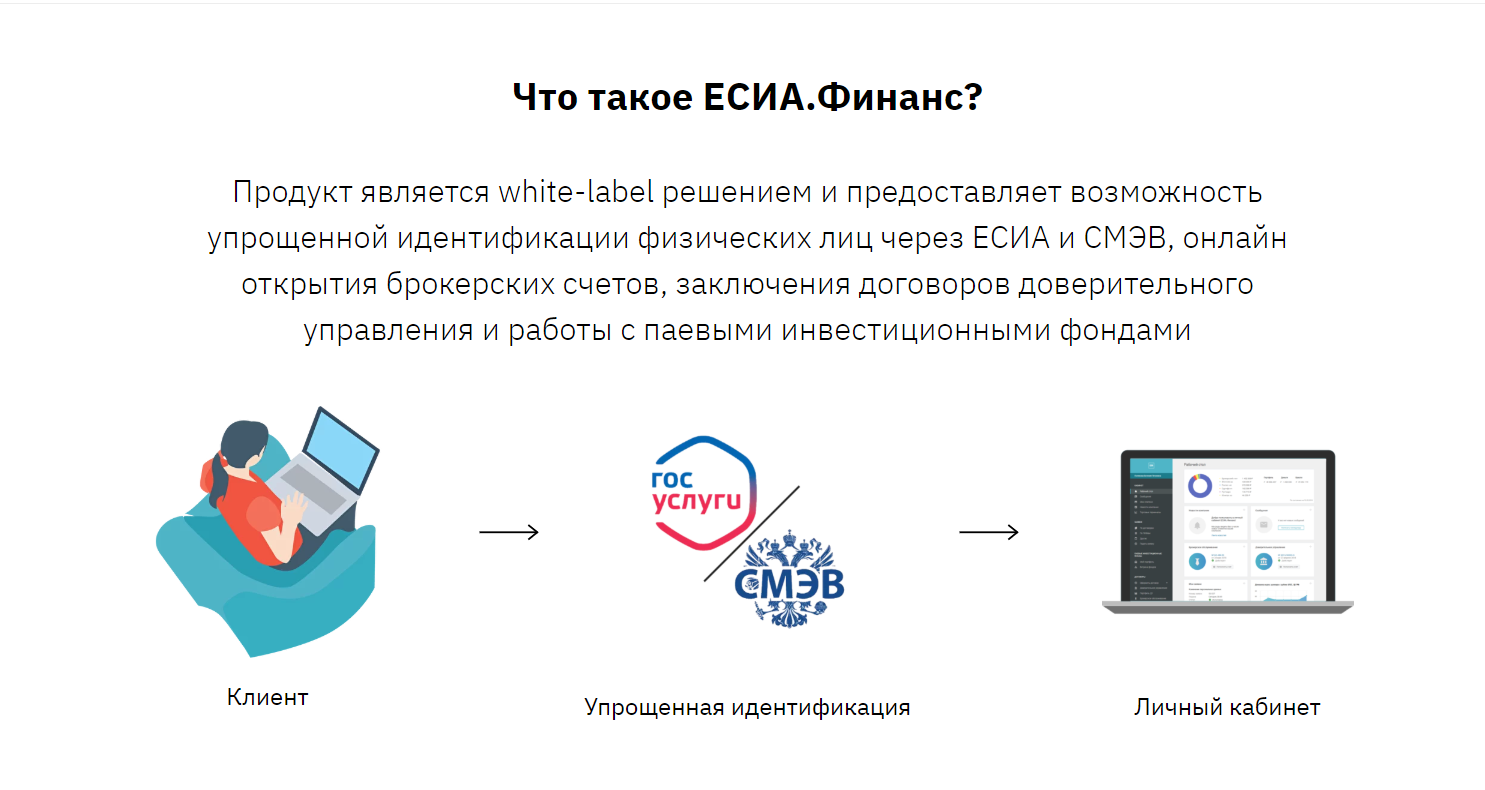 Что такое ЕСИА.Финанс?
Продукт является white-label решением и предоставляет возможность
упрощенной идентификации физических лиц через ЕСИА и СМЭВ, онлайн
открытия брокерских счетов, заключения договоров доверительного
управления и работы с паевыми инвестиционными фондами
гос
услуги
СМЭВ
Клиент
Упрощенная идентификация
Личный кабинет